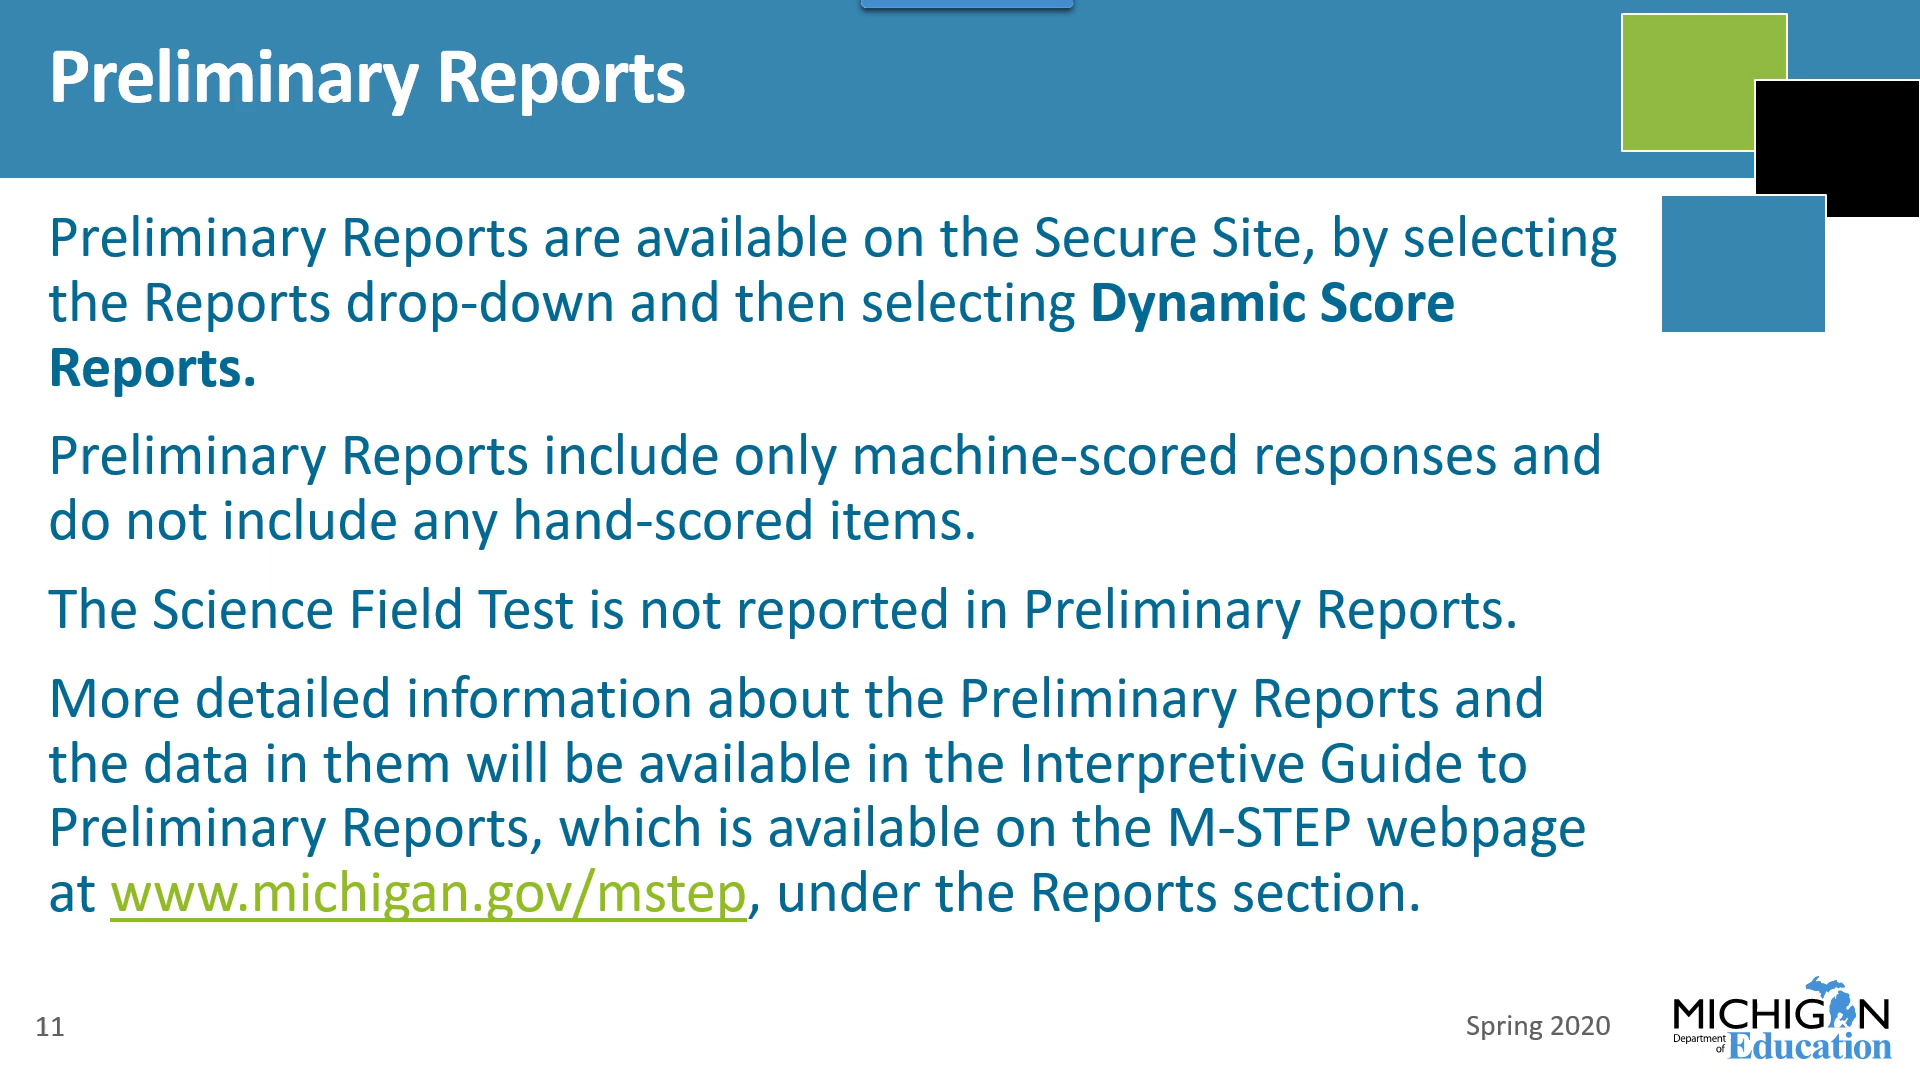 Preliminary Reports
Preliminary Reports are available on the Secure Site, by selecting
the Reports drop-down and then selecting Dynamic Score
Reports.
Preliminary Reports include only machine-scored responses and
do not include any hand-scored items.
The Science Field Test is not reported in Preliminary Reports.
More detailed information about the Preliminary Reports and
the data in them will be available in the Interpretive Guide to
Preliminary Reports, which is available on the M-STEP webpage
at www.michigan.gov/mstep, under the Reports section.
11
Spring 2020
MICHIGAN
Department
of Education